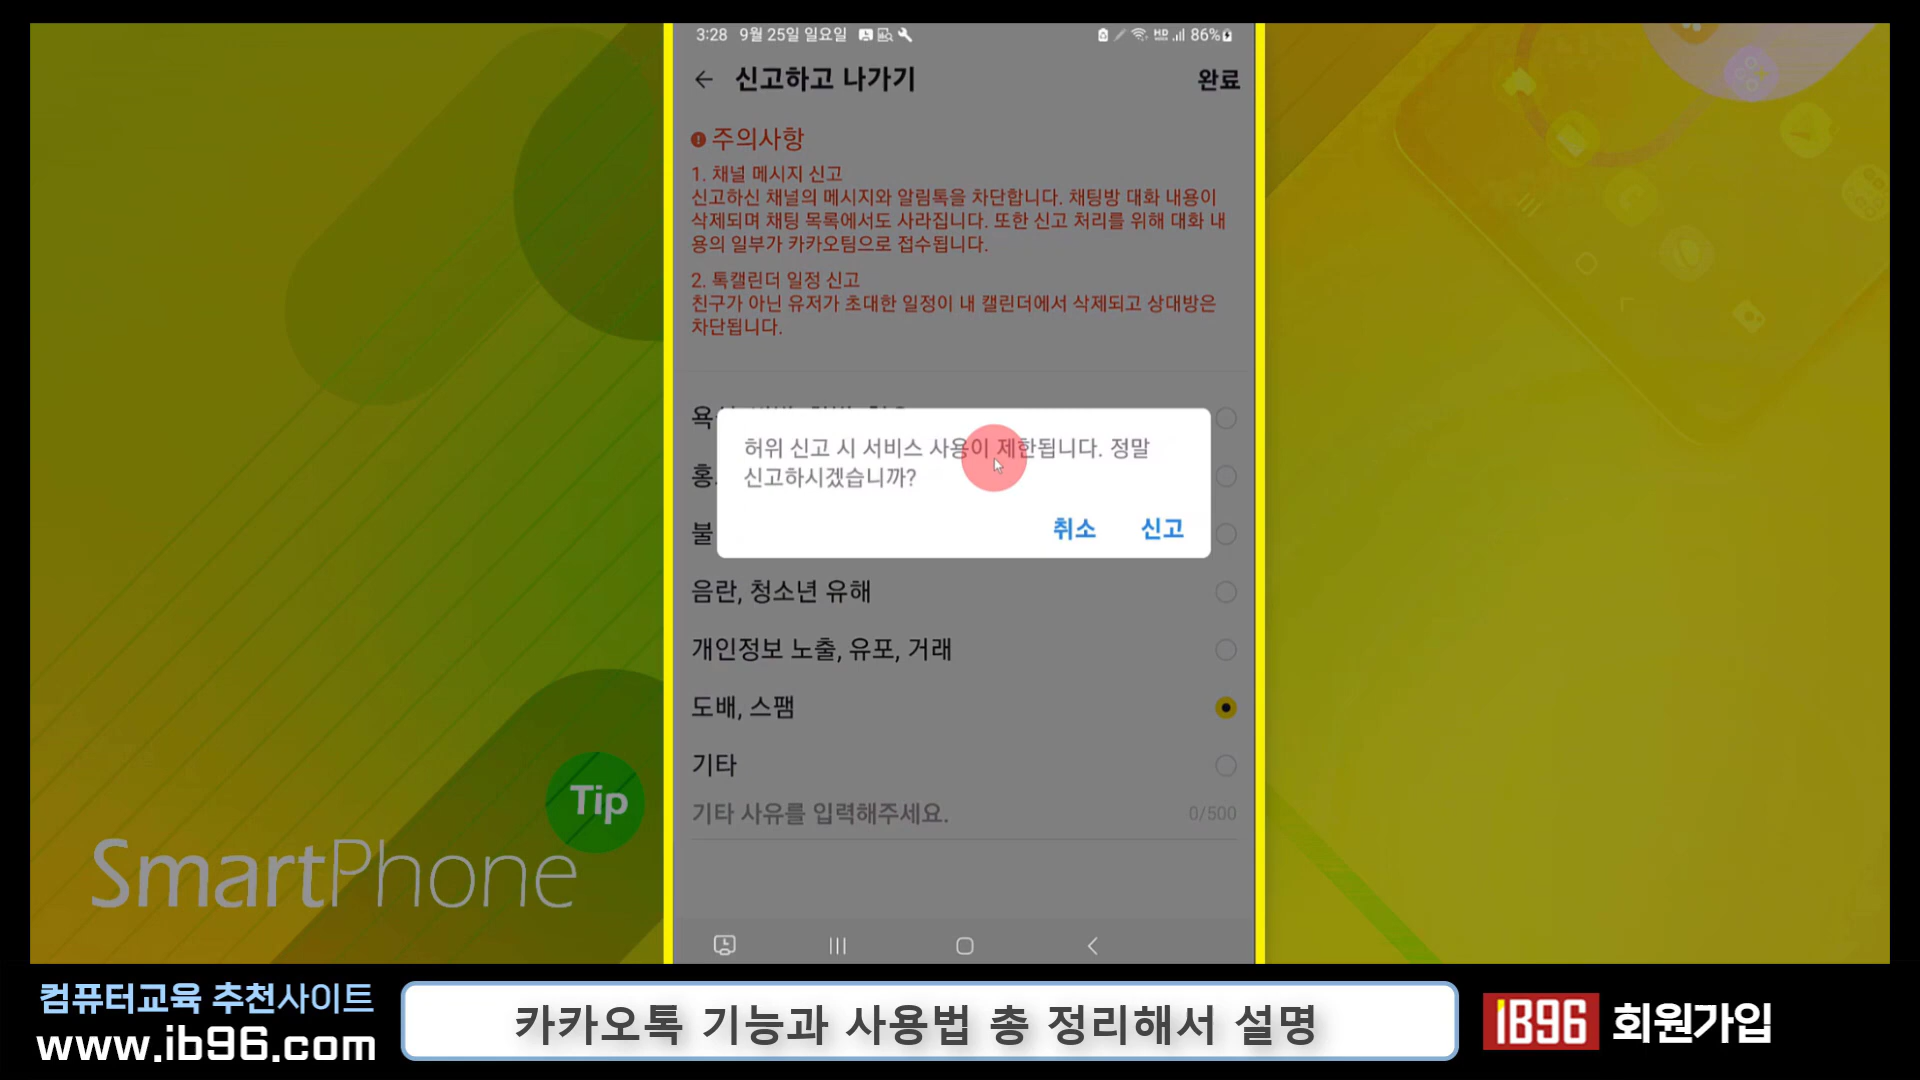 3:28 9월 25일 일요일 86%
신고하고 나가기 완료
주의사항
1. 채널 메시지 신고
신고하신 채널의 메시지와 알림톡을 차단합니다. 채팅방 대화 내용이
삭제되며 채팅 목록에서도 사라집니다. 또한 신고 처리를 위해 대화 내
용의 일부가 카카오팀으로 접수됩니다.
2. 톡캘린더 일정 신고
친구가 아닌 유저가 초대한 일정이 내 캘린더에서 삭제되고 상대방은
차단됩니다.
욕
허위 신고 시 서비스 사용이 제한됩니다. 정말
신고하시겠습니까?
홍
취소 신고
불
음란, 청소년 유해
개인정보 노출, 유포, 거래
도배, 스팸
기타
기타 사유를 입력해주세요. 0/500
Tip
SmartPhone
컴퓨터교육 추천사이트
www.ib96.com
카카오톡 기능과 사용법 총 정리해서 설명
IB96 회원가입